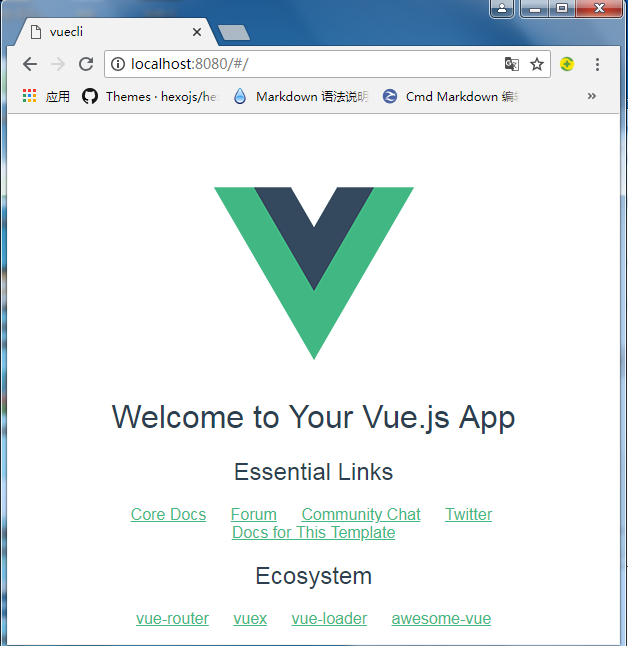 vuecli
localhost:8080/#/
应用 Themes · hexojs/he Markdown 语法说明 Cmd Markdown 编
Welcome to Your Vue.js App
Essential Links
Core Docs Forum Community Chat Twitter
Docs for This Template
Ecosystem
vue-router vuex vue-loader awesome-vue